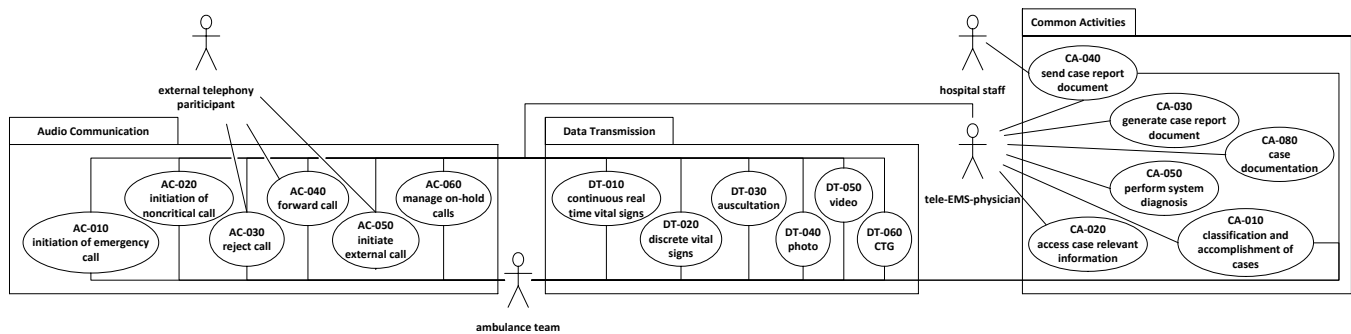 Common Activities
external telephony
pariticipant
hospital staff
CA-040
send case report
document
Audio Communication
Data Transmission
CA-030
generate case report
document
CA-080
case
documentation
tele-EMS-physician
CA-050
perform system
diagnosis
AC-020
initiation of
noncritical call
AC-040
forward call
AC-060
manage on-hold
calls
DT-010
continuous real
time vital signs
DT-030
auscultation
DT-050
video
AC-010
initiation of emergency
call
AC-030
reject call
AC-050
initiate
external call
DT-020
discrete vital
signs
DT-040
photo
DT-060
CTG
CA-020
access case relevant
information
CA-010
classification and
accomplishment of
cases
ambulance team